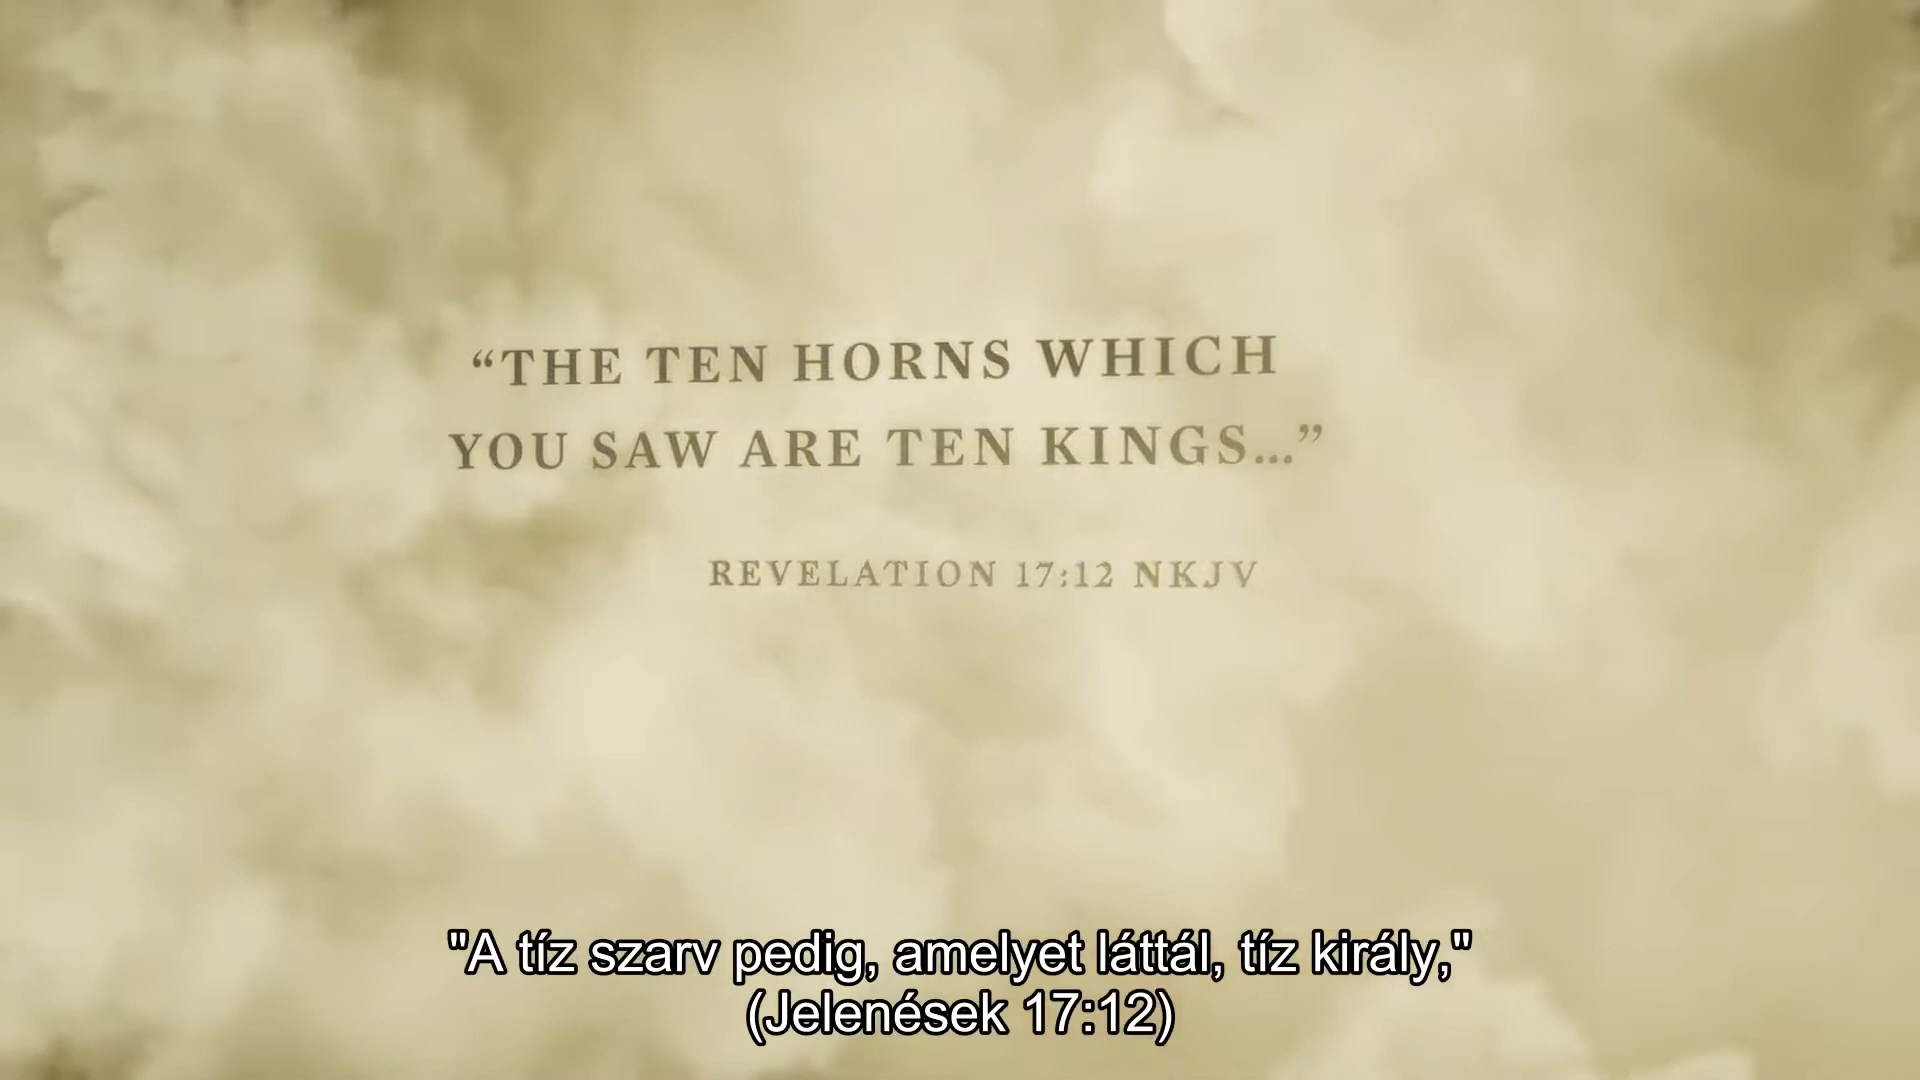 “THE TEN HORNS WHICH
YOU SAW ARE TEN KINGS...”
REVELATION 17:12 NKJV
"A tíz szarv pedig, amelyet láttál, tíz király,"
(Jelenések 17:12)